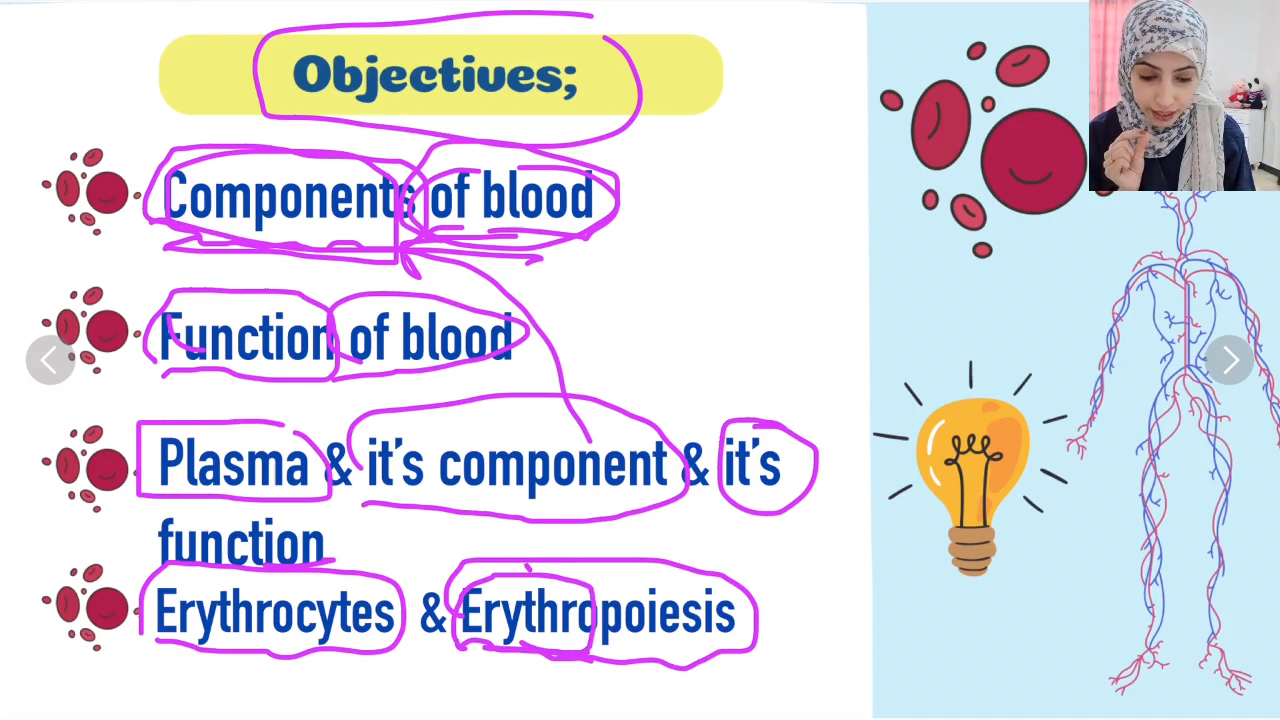 Objectives;
Components of blood
Function of blood
Plasma & it's component & it's
function
Erythrocytes & Erythropoiesis